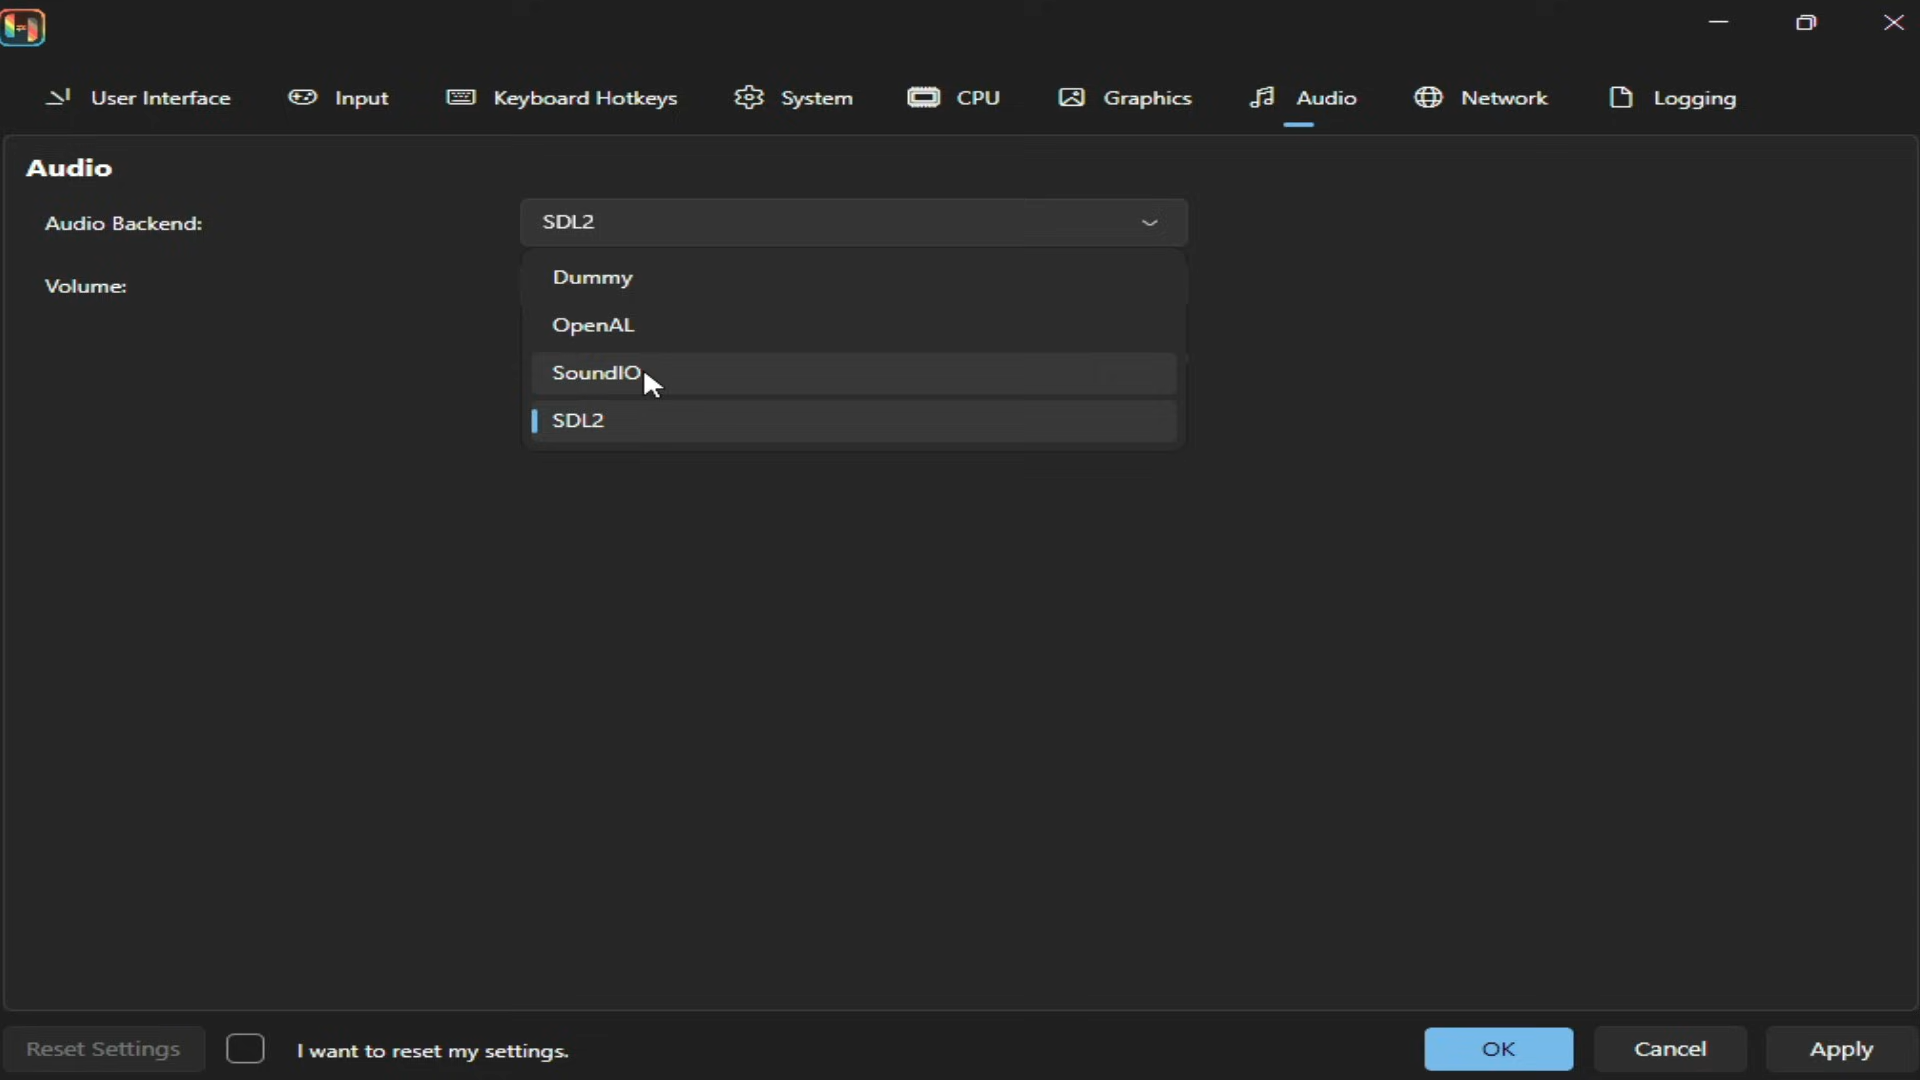 User Interface Input Keyboard Hotkeys System CPU Graphics Audio Network Logging
Audio
Audio Backend: SDL2
Dummy
Volume:
OpenAL
SoundIO
SDL2
Reset Settings I want to reset my settings. OK Cancel Apply